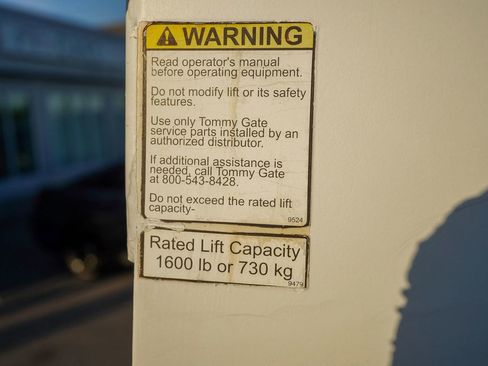 WARNING
Read operator's manual
before operating equipment.
Do not modify lift or its safety
features.
Use only Tommy Gate
service parts installed by an
authorized distributor.
If additional assistance is
needed, call Tommy Gate
at 800-543-8428.
Do not exceed the rated lift
capacity-
9524
Rated Lift Capacity
1600 lb or 730 kg
9479